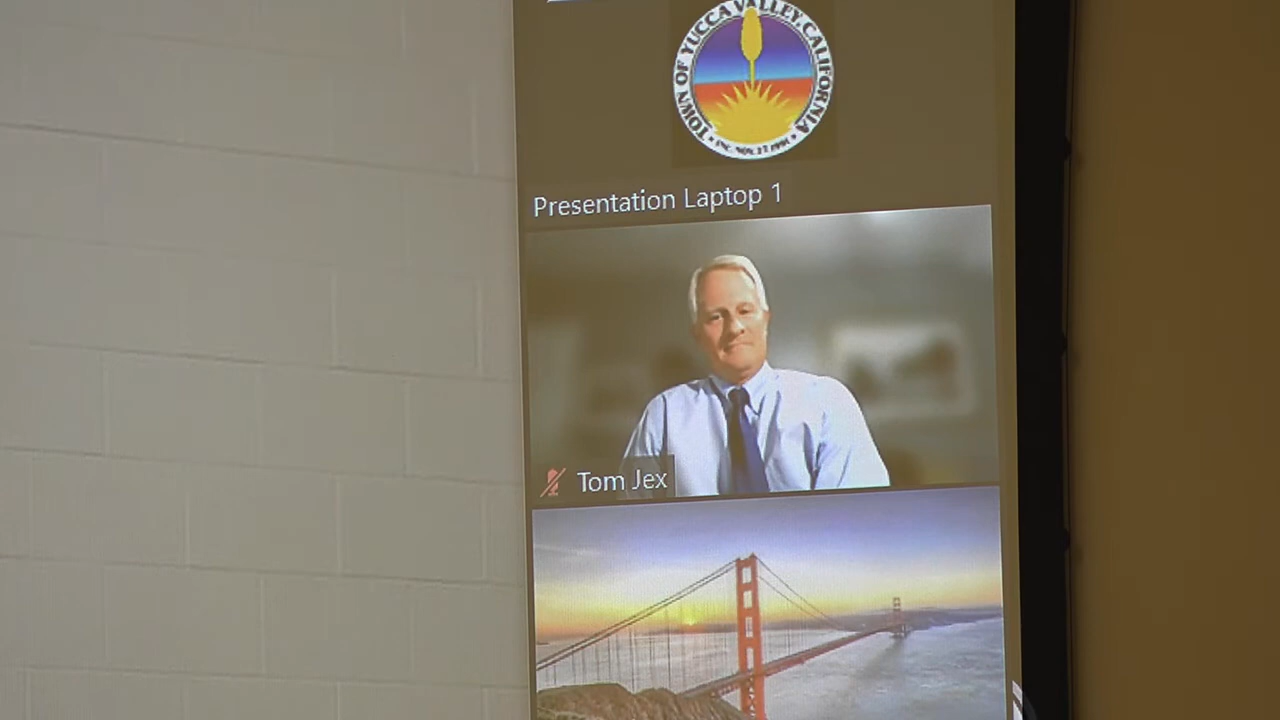 TOWN OF YUCCA VALLEY, CALIFORNIA
INC. NOV. 27 1991
Presentation Laptop 1
Tom Jex